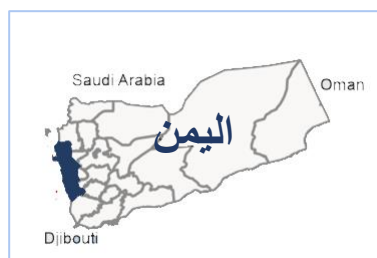 Saudi Arabia
Oman
اليمن
Djibouti